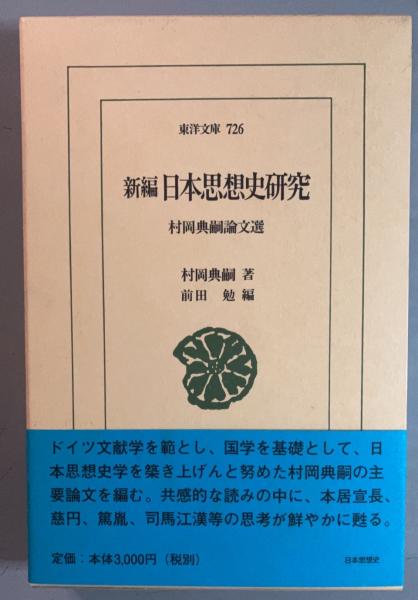 東洋文庫 726
新編 日本思想史研究
村岡典嗣論文選
村岡典嗣 著
前田 勉 編
ドイツ文献学を範とし、国学を基礎として、日
本思想史学を築き上げんと努めた村岡典嗣の主
要論文を編む。共感的な読みの中に、本居宣長、
慈円、篤胤、司馬江漢等の思考が鮮やかに甦る。
定価：本体3,000円（税別）
日本思想史